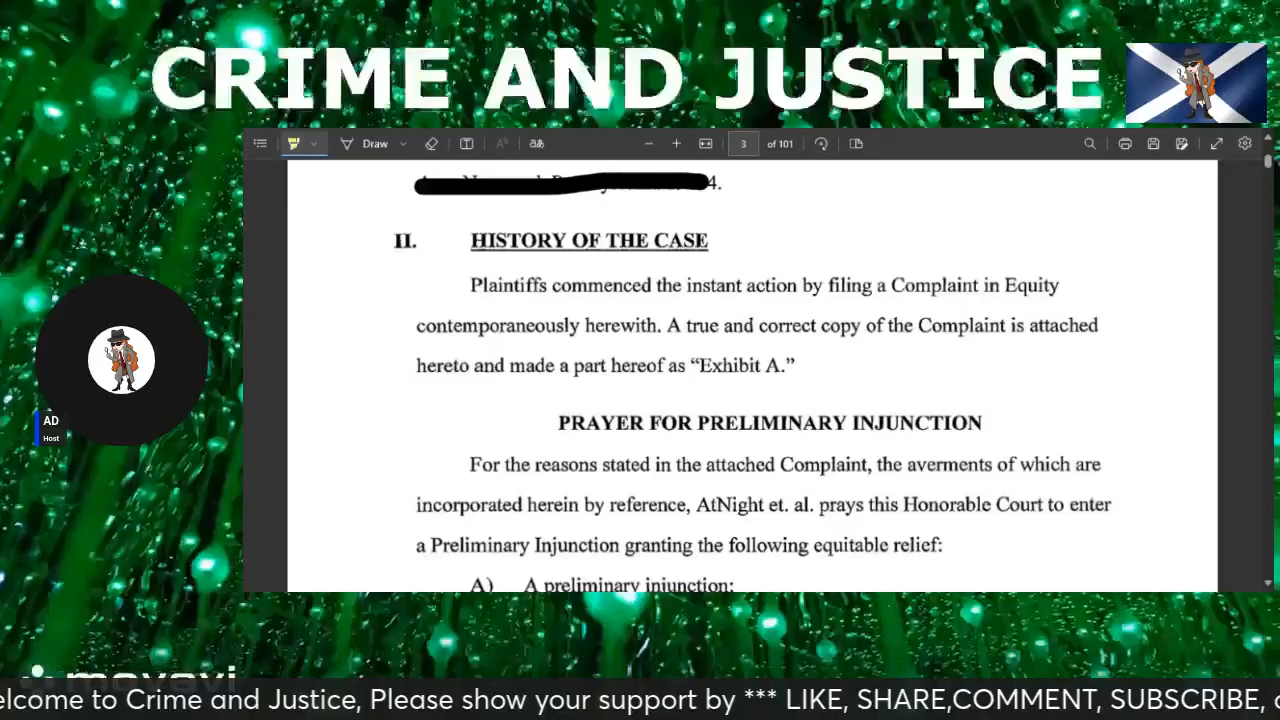 CRIME AND JUSTICE
Draw
3 of 101
4.
II. HISTORY OF THE CASE
Plaintiffs commenced the instant action by filing a Complaint in Equity
contemporaneously herewith. A true and correct copy of the Complaint is attached
hereto and made a part hereof as “Exhibit A.”
PRAYER FOR PRELIMINARY INJUNCTION
For the reasons stated in the attached Complaint, the averments of which are
incorporated herein by reference, AtNight et. al. prays this Honorable Court to enter
a Preliminary Injunction granting the following equitable relief:
A) A preliminary injunction:
AD
Host
movavi
elcome to Crime and Justice, Please show your support by *** LIKE, SHARE,COMMENT, SUBSCRIBE,